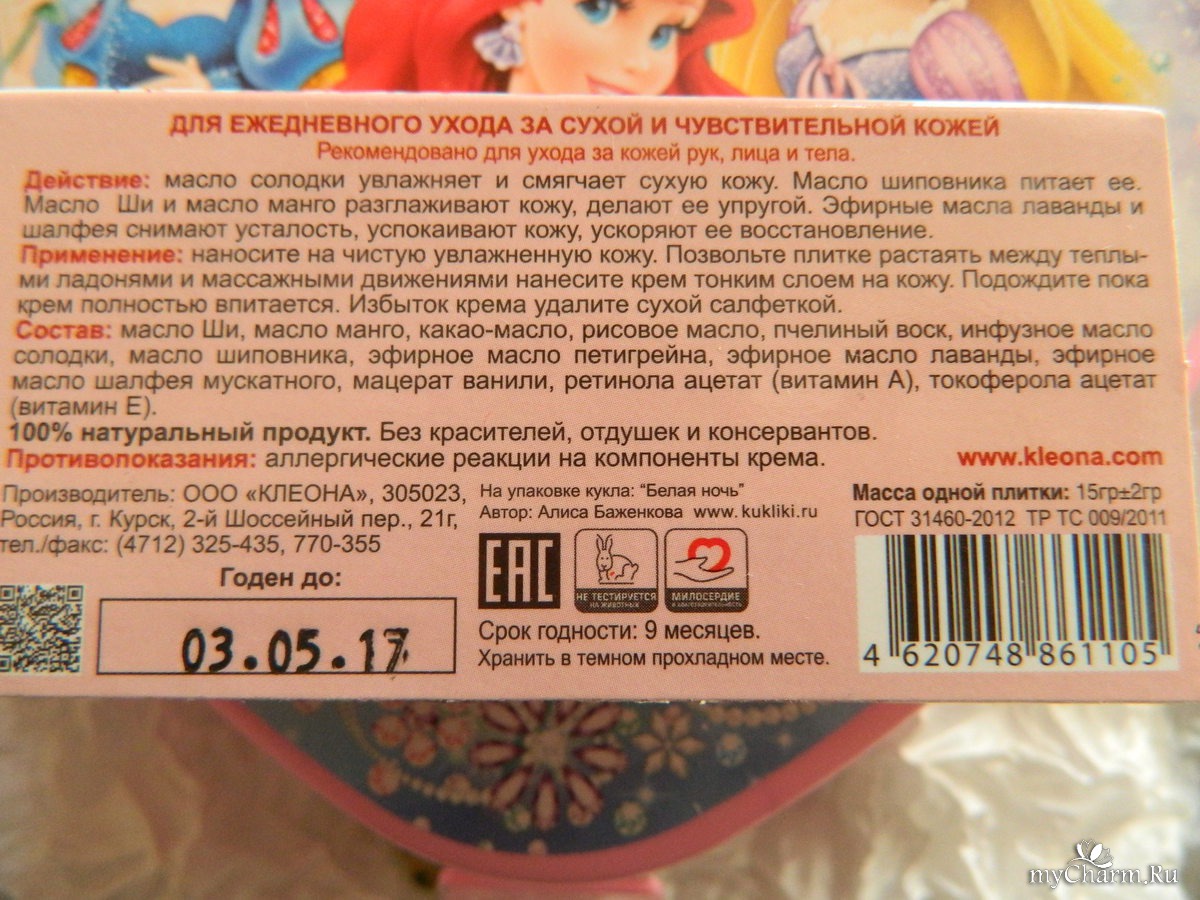 ДЛЯ ЕЖЕДНЕВНОГО УХОДА ЗА СУХОЙ И ЧУВСТВИТЕЛЬНОЙ КОЖЕЙ
Рекомендовано для ухода за кожей рук, лица и тела.
Действие: масло солодки увлажняет и смягчает сухую кожу. Масло шиповника питает ее.
Масло Ши и масло манго разглаживают кожу, делают ее упругой. Эфирные масла лаванды и
шалфея снимают усталость, успокаивают кожу, ускоряют ее восстановление.
Применение: наносите на чистую увлажненную кожу. Позвольте плитке растаять между теплы-
ми ладонями и массажными движениями нанесите крем тонким слоем на кожу. Подождите пока
крем полностью впитается. Избыток крема удалите сухой салфеткой.
Состав: масло Ши, масло манго, какао-масло, рисовое масло, пчелиный воск, инфузное масло
солодки, масло шиповника, эфирное масло петигрейна, эфирное масло лаванды, эфирное
масло шалфея мускатного, мацерат ванили, ретинола ацетат (витамин А), токоферола ацетат
(витамин Е).
100% натуральный продукт. Без красителей, отдушек и консервантов.
Противопоказания: аллергические реакции на компоненты крема.
www.kleona.com
Производитель: ООО «КЛЕОНА», 305023,
Россия, г. Курск, 2-й Шоссейный пер., 21г,
тел./факс: (4712) 325-435, 770-355
Годен до:
03.05.17
На упаковке кукла: "Белая ночь"
Автор: Алиса Баженкова www.kukliki.ru
EAC
НЕ ТЕСТИРУЕТСЯ
НА ЖИВОТНЫХ
МИЛОСЕРДИЕ
И БЛАГОТВОРИТЕЛЬНОСТЬ
Срок годности: 9 месяцев.
Хранить в темном прохладном месте.
Масса одной плитки: 15гр±2гр
ГОСТ 31460-2012 ТР ТС 009/2011
4 620748 861105
myCharm.Ru